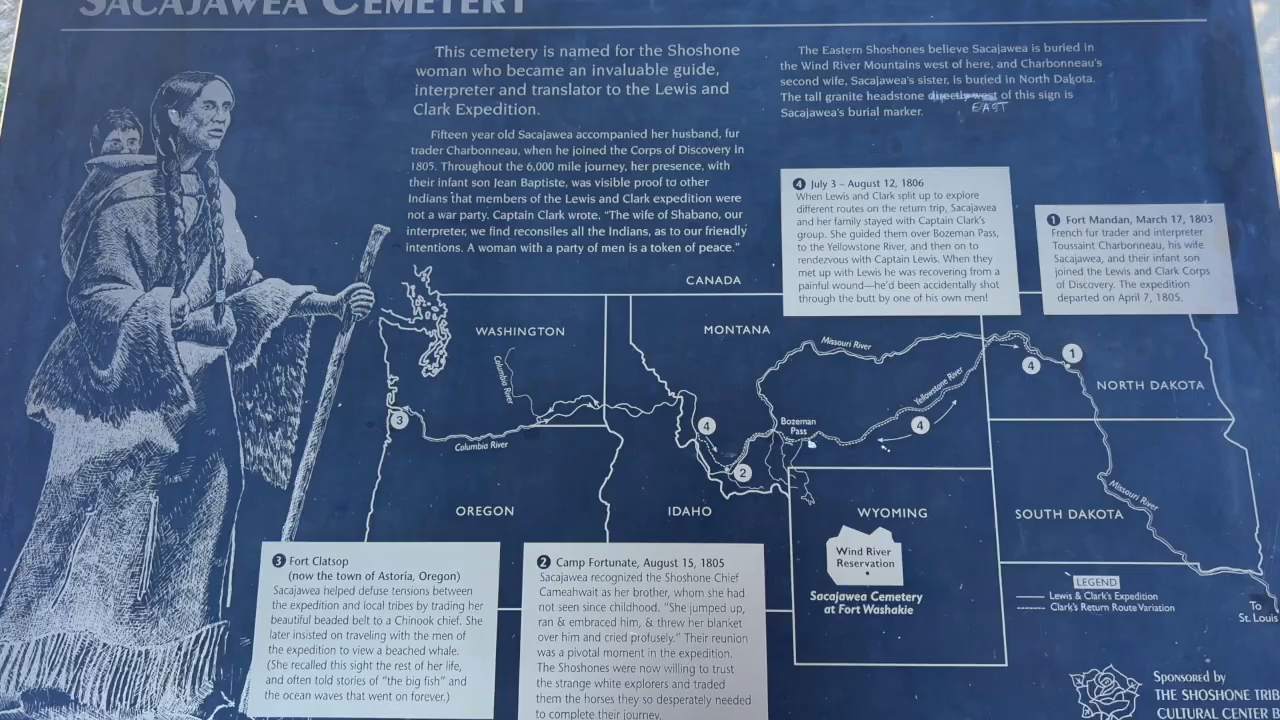 SACAJAWEA CEMETERY
This cemetery is named for the Shoshone
woman who became an invaluable guide,
interpreter and translator to the Lewis and
Clark Expedition.
Fifteen year old Sacajawea accompanied her husband, fur
trader Charbonneau, when he joined the Corps of Discovery in
1805. Throughout the 6,000 mile journey, her presence, with
their infant son Jean Baptiste, was visible proof to other
Indians that members of the Lewis and Clark expedition were
not a war party. Captain Clark wrote, "The wife of Shabano, our
interpreter, we find reconsiles all the Indians, as to our friendly
intentions. A woman with a party of men is a token of peace."
The Eastern Shoshones believe Sacajawea is buried in
the Wind River Mountains west of here, and Charbonneau's
second wife, Sacajawea's sister, is buried in North Dakota.
The tall granite headstone directly west of this sign is
EAST
Sacajawea's burial marker.
4 July 3 – August 12, 1806
When Lewis and Clark split up to explore
different routes on the return trip, Sacajawea
and her family stayed with Captain Clark's
group. She guided them over Bozeman Pass,
to the Yellowstone River, and then on to
rendezvous with Captain Lewis. When they
met up with Lewis he was recovering from a
painful wound—he'd been accidentally shot
through the butt by one of his own men!
1 Fort Mandan, March 17, 1803
French fur trader and interpreter
Toussaint Charbonneau, his wife
Sacajawea, and their infant son
joined the Lewis and Clark Corps
of Discovery. The expedition
departed on April 7, 1805.
CANADA
WASHINGTON
MONTANA
Missouri River
Columbia River
Yellowstone River
1
4
NORTH DAKOTA
3
4
Bozeman
Pass
4
Columbia River
2
Missouri River
OREGON
IDAHO
WYOMING
SOUTH DAKOTA
Wind River
Reservation
Sacajawea Cemetery
at Fort Washakie
LEGEND
Lewis & Clark's Expedition
Clark's Return Route Variation
To
St. Louis
3 Fort Clatsop
(now the town of Astoria, Oregon)
Sacajawea helped defuse tensions between
the expedition and local tribes by trading her
beautiful beaded belt to a Chinook chief. She
later insisted on traveling with the men of
the expedition to view a beached whale.
(She recalled this sight the rest of her life,
and often told stories of "the big fish" and
the ocean waves that went on forever.)
2 Camp Fortunate, August 15, 1805
Sacajawea recognized the Shoshone Chief
Cameahwait as her brother, whom she had
not seen since childhood. "She jumped up,
ran & embraced him, & threw her blanket
over him and cried profusely." Their reunion
was a pivotal moment in the expedition.
The Shoshones were now willing to trust
the strange white explorers and traded
them the horses they so desperately needed
to complete their journey.
SPONSORED BY
THE SHOSHONE TRIB
CULTURAL CENTER B